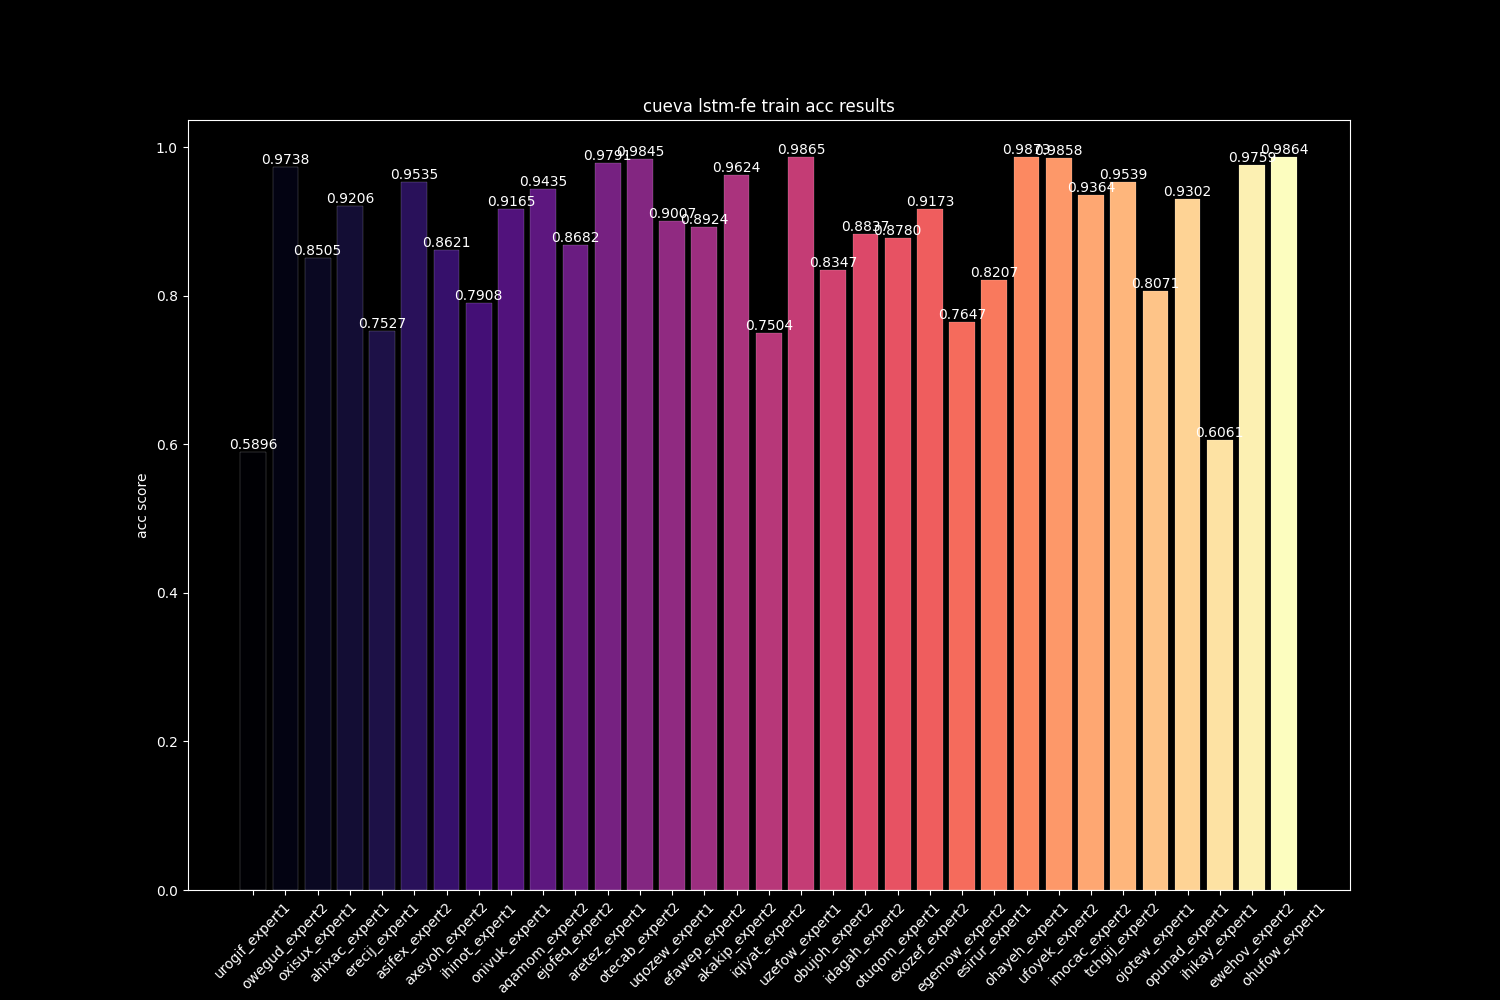 cueva lstm-fe train acc results
acc score
1.0
0.8
0.6
0.4
0.2
0.0
0.5896
0.9738
0.8505
0.9206
0.7527
0.9535
0.8621
0.7908
0.9165
0.9435
0.8682
0.9791
0.9845
0.9007
0.8924
0.9624
0.7504
0.9865
0.8347
0.8837
0.8780
0.9173
0.7647
0.8207
0.9873
0.9858
0.9364
0.9539
0.8071
0.9302
0.6061
0.9759
0.9864
urogif_expert1
owegud_expert2
oxisux_expert1
ahixac_expert1
erecij_expert1
asifex_expert2
axeyoh_expert2
ihinot_expert1
onivuk_expert1
aqamom_expert2
ejofeq_expert2
aretez_expert1
otecab_expert2
uqozew_expert1
efawep_expert2
akakip_expert2
iqiyat_expert2
uzefow_expert1
obujoh_expert2
idagah_expert2
otuqom_expert1
exozef_expert2
egemow_expert2
esirur_expert1
ohayeh_expert1
ufoyek_expert2
imocac_expert2
tchgjj_expert2
ojotew_expert1
opunad_expert1
ihikay_expert1
ewehov_expert2
ohufow_expert1